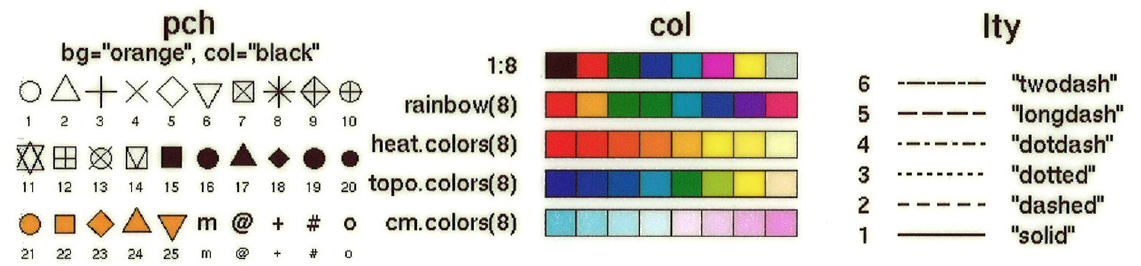 pch
bg="orange", col="black"
1 2 3 4 5 6 7 8 9 10
11 12 13 14 15 16 17 18 19 20
m @ + # o
21 22 23 24 25 m @ + # o
col
1:8
rainbow(8)
heat.colors(8)
topo.colors(8)
cm.colors(8)
lty
6 "twodash"
5 "longdash"
4 "dotdash"
3 "dotted"
2 "dashed"
1 "solid"